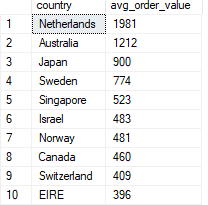 country avg_order_value
1 Netherlands 1981
2 Australia 1212
3 Japan 900
4 Sweden 774
5 Singapore 523
6 Israel 483
7 Norway 481
8 Canada 460
9 Switzerland 409
10 EIRE 396